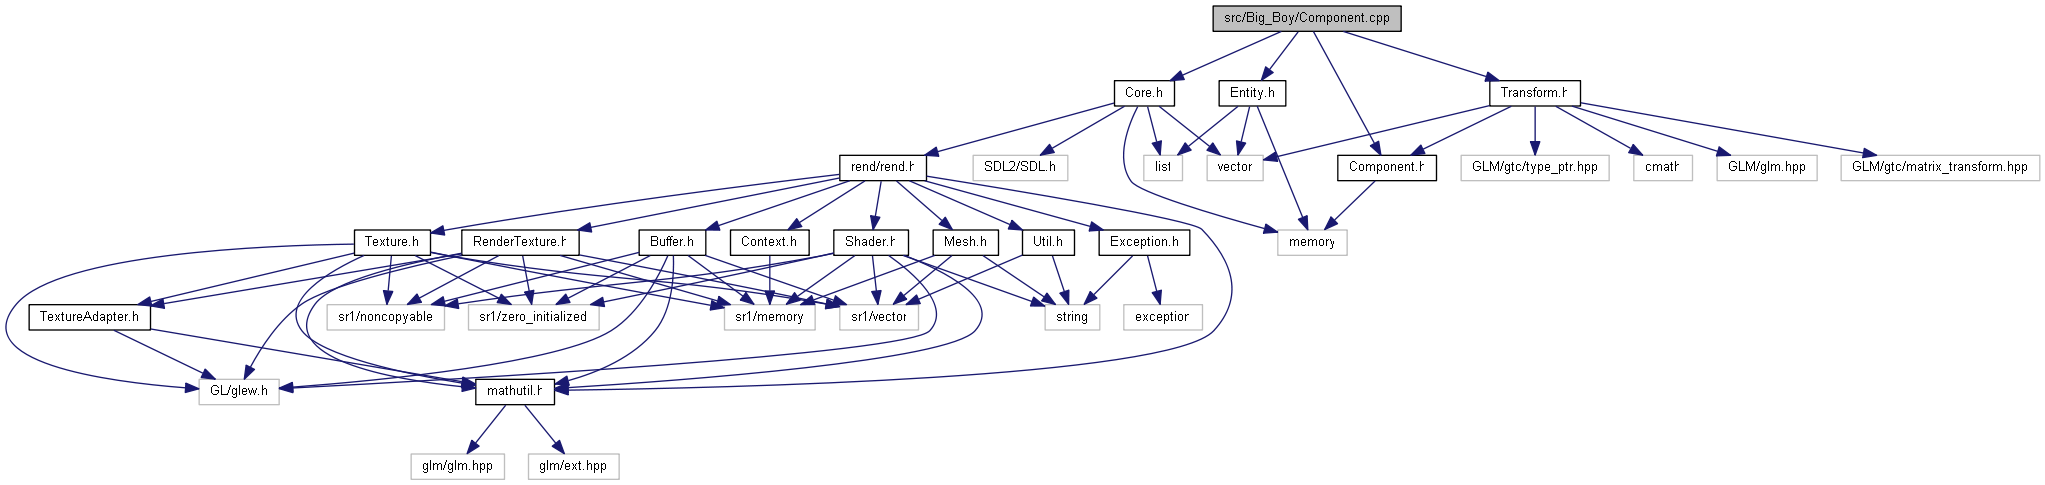 src/Big_Boy/Component.cpp
Core.h
Entity.h
Transform.h
rend/rend.h
SDL2/SDL.h
list
vector
Component.h
GLM/gtc/type_ptr.hpp
cmath
GLM/glm.hpp
GLM/gtc/matrix_transform.hpp
Texture.h
RenderTexture.h
Buffer.h
Context.h
Shader.h
Mesh.h
Util.h
Exception.h
memory
TextureAdapter.h
sr1/noncopyable
sr1/zero_initialized
sr1/memory
sr1/vector
string
exception
GL/glew.h
mathutil.h
glm/glm.hpp
glm/ext.hpp